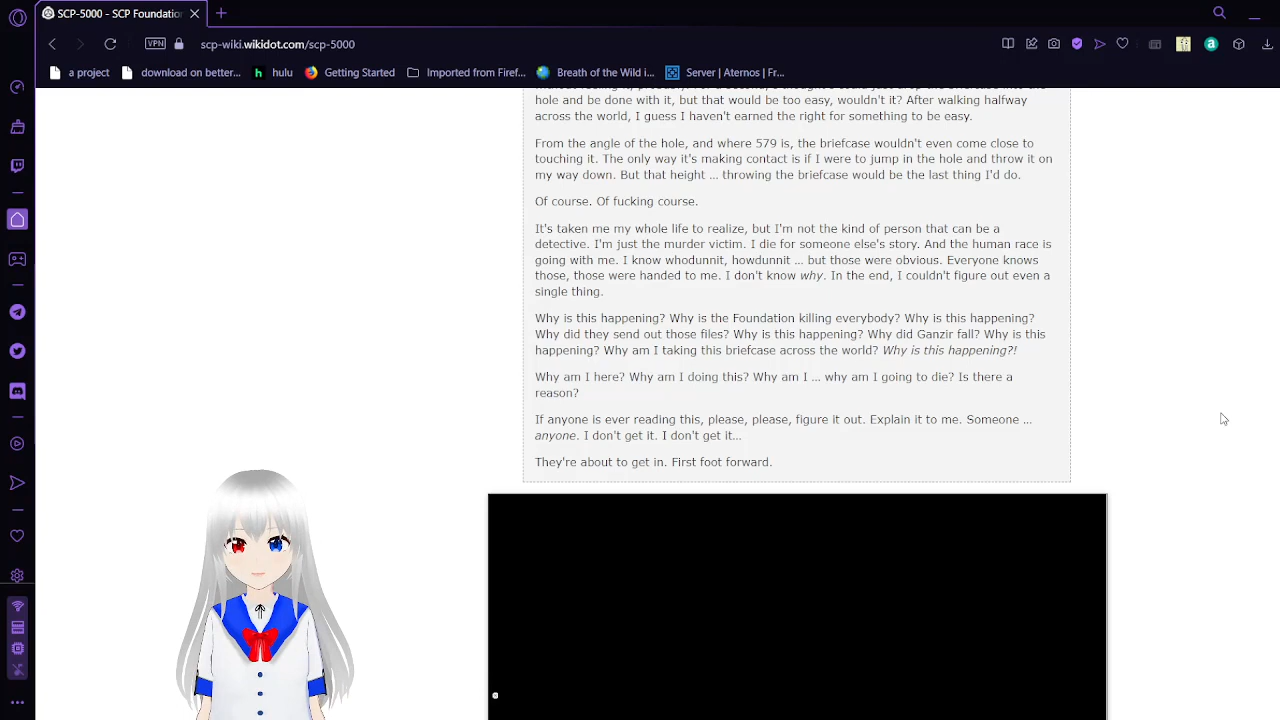 SCP-5000 - SCP Foundation
VPN
scp-wiki.wikidot.com/scp-5000
a project
download on better...
hulu
Getting Started
Imported from Firef...
Breath of the Wild i...
Server | Aternos | Fr...
hole and be done with it, but that would be too easy, wouldn't it? After walking halfway
across the world, I guess I haven't earned the right for something to be easy.
From the angle of the hole, and where 579 is, the briefcase wouldn't even come close to
touching it. The only way it's making contact is if I were to jump in the hole and throw it on
my way down. But that height … throwing the briefcase would be the last thing I'd do.
Of course. Of fucking course.
It's taken me my whole life to realize, but I'm not the kind of person that can be a
detective. I'm just the murder victim. I die for someone else's story. And the human race is
going with me. I know whodunnit, howdunnit … but those were obvious. Everyone knows
those, those were handed to me. I don't know why. In the end, I couldn't figure out even a
single thing.
Why is this happening? Why is the Foundation killing everybody? Why is this happening?
Why did they send out those files? Why is this happening? Why did Ganzir fall? Why is this
happening? Why am I taking this briefcase across the world? Why is this happening?!
Why am I here? Why am I doing this? Why am I … why am I going to die? Is there a
reason?
If anyone is ever reading this, please, please, figure it out. Explain it to me. Someone …
anyone. I don't get it. I don't get it…
They're about to get in. First foot forward.